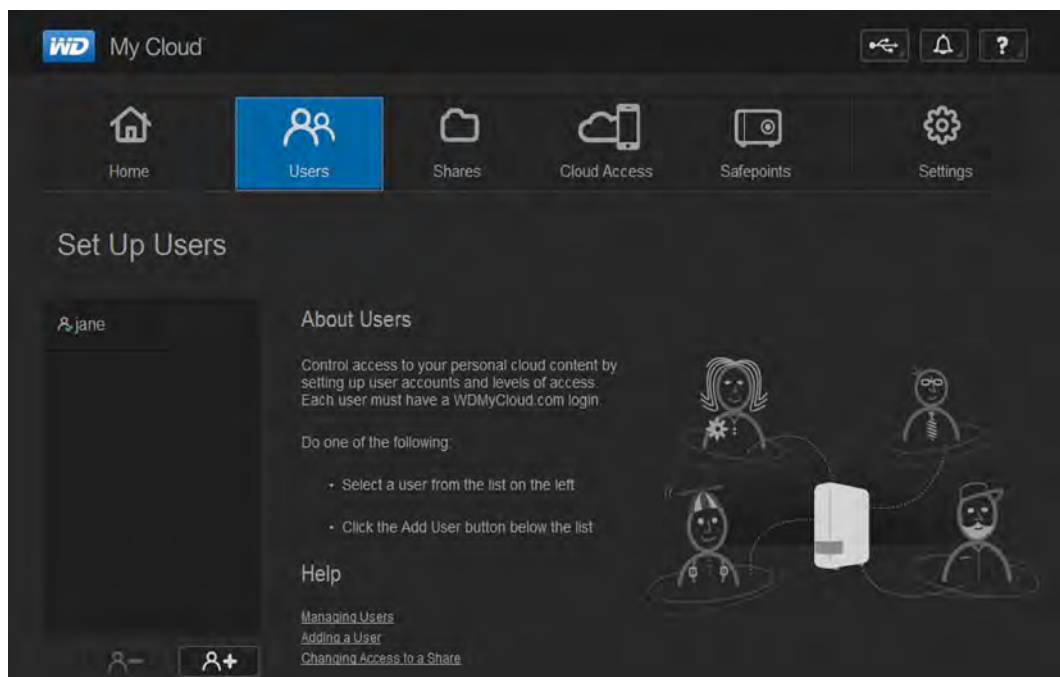 WD My Cloud
?
Home
Users
Shares
Cloud Access
Safepoints
Settings
Set Up Users
jane
About Users
Control access to your personal cloud content by
setting up user accounts and levels of access.
Each user must have a WDMyCloud.com login.
Do one of the following:
• Select a user from the list on the left
• Click the Add User button below the list
Help
Managing Users
Adding a User
Changing Access to a Share